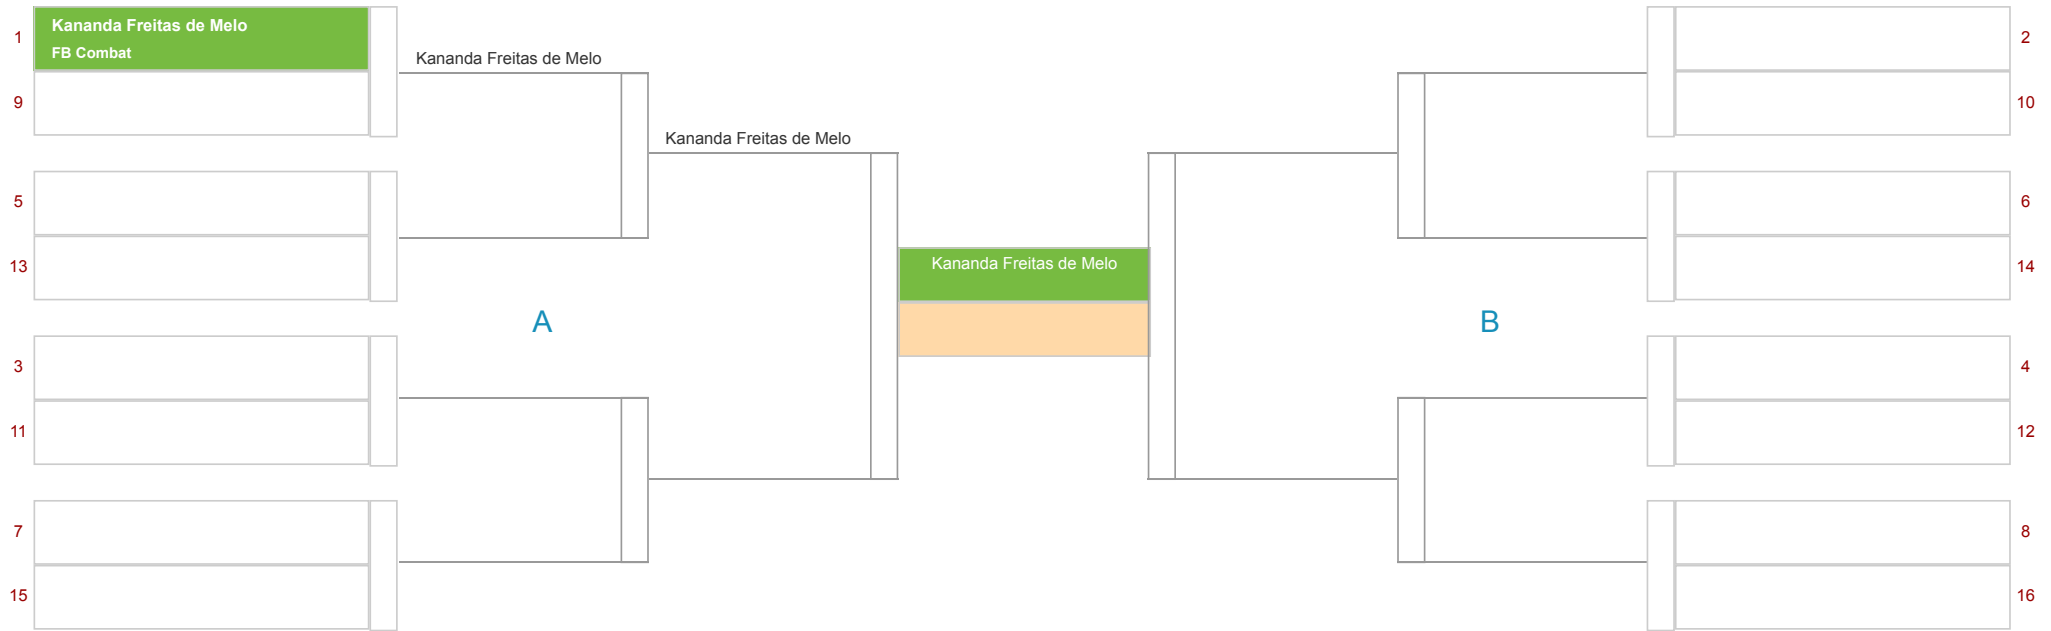 1
Kananda Freitas de Melo
FB Combat
9
5
13
3
11
7
15
Kananda Freitas de Melo
Kananda Freitas de Melo
A
Kananda Freitas de Melo
B
2
10
6
14
4
12
8
16